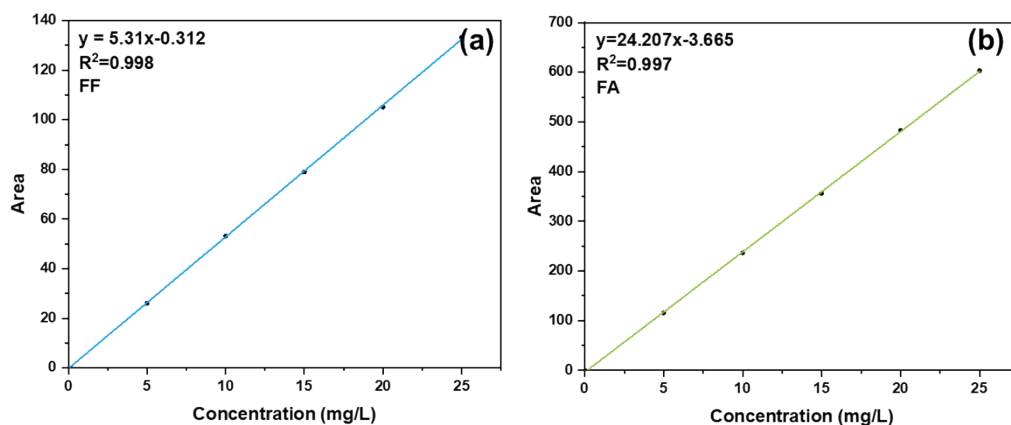 (a)
y = 5.31x-0.312
R²=0.998
FF
140
120
100
80
60
40
20
0
0 5 10 15 20 25
Area
Concentration (mg/L)
(b)
y=24.207x-3.665
R²=0.997
FA
700
600
500
400
300
200
100
0
0 5 10 15 20 25
Area
Concentration (mg/L)